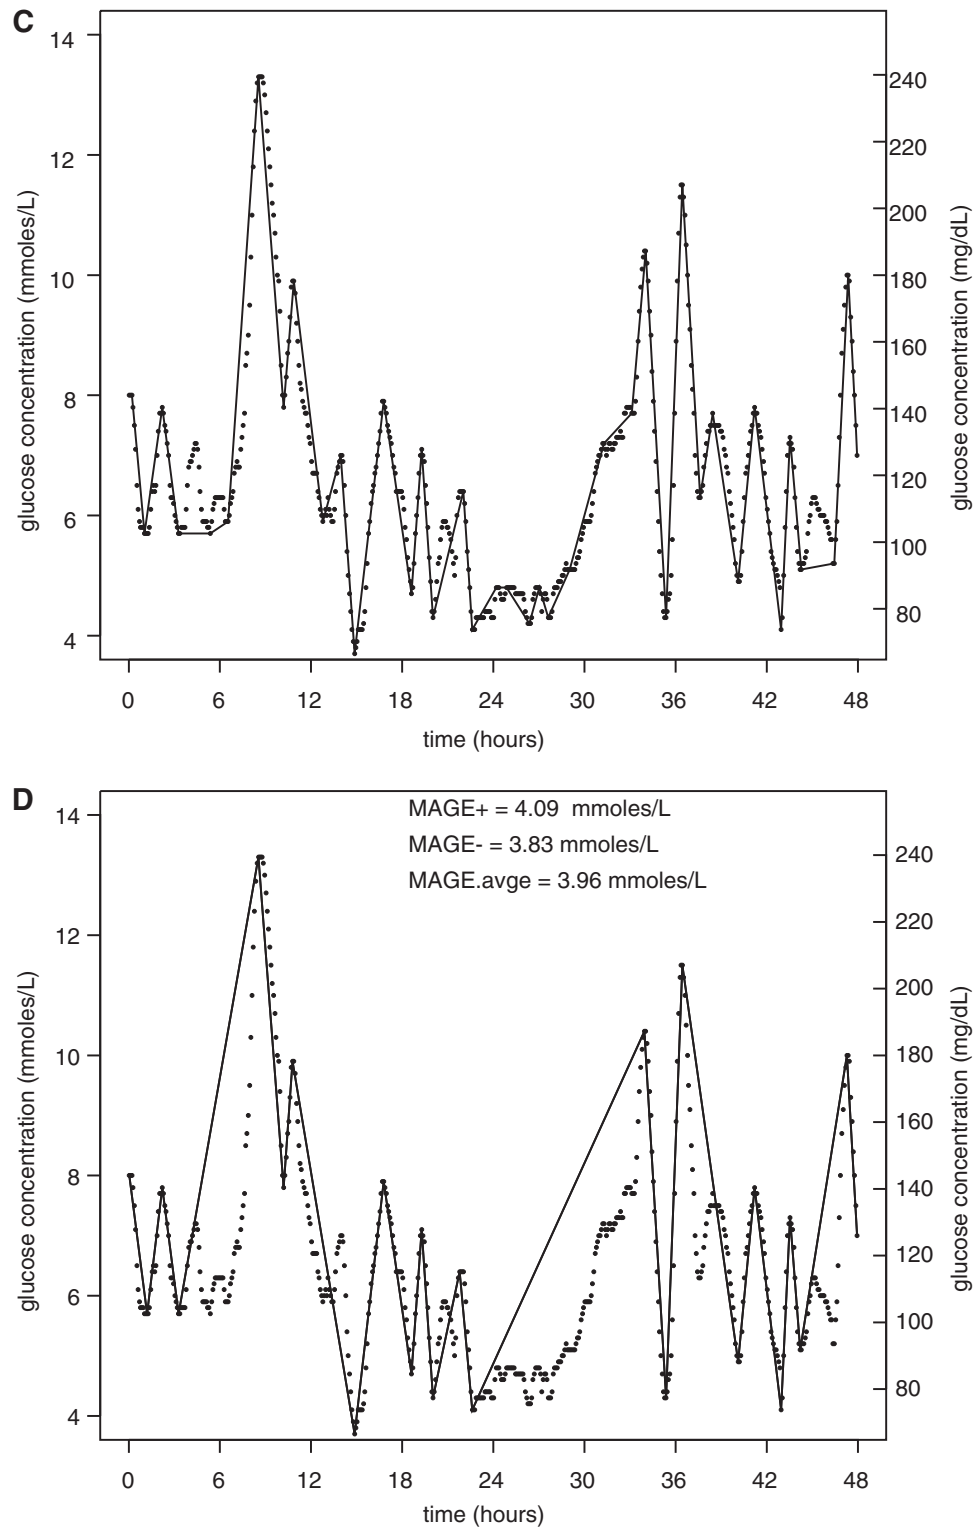 C
14
12
10
8
6
4
glucose concentration (mmoles/L)
240
220
200
180
160
140
120
100
80
glucose concentration (mg/dL)
0 6 12 18 24 30 36 42 48
time (hours)
D
MAGE+ = 4.09 mmoles/L
MAGE- = 3.83 mmoles/L
MAGE.avge = 3.96 mmoles/L
14
12
10
8
6
4
glucose concentration (mmoles/L)
240
220
200
180
160
140
120
100
80
glucose concentration (mg/dL)
0 6 12 18 24 30 36 42 48
time (hours)